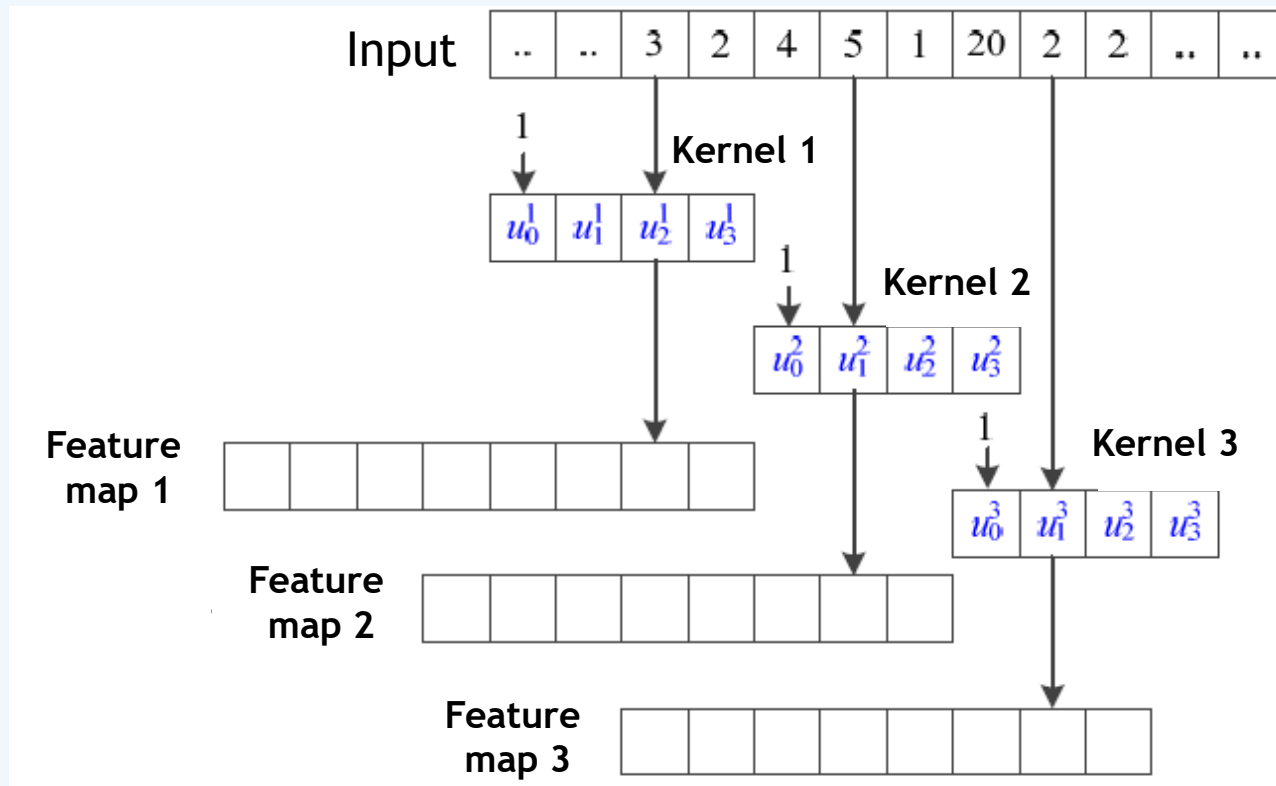 Input .. .. 3 2 4 5 1 20 2 2 .. ..
1
Kernel 1
u₀¹ u₁¹ u₂¹ u₃¹
1
Kernel 2
u₀² u₁² u₂² u₃²
Feature
map 1
1
Kernel 3
u₀³ u₁³ u₂³ u₃³
Feature
map 2
Feature
map 3